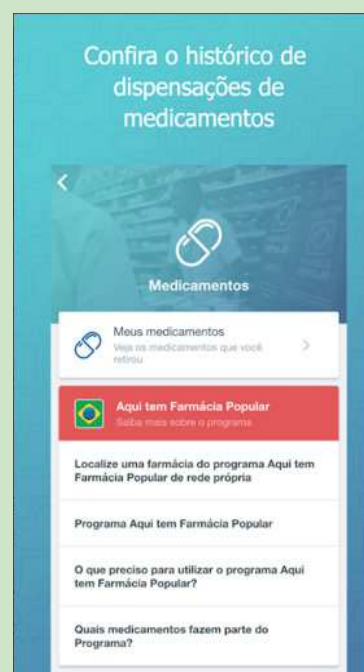 Confira o histórico de
dispensações de
medicamentos
Medicamentos
Meus medicamentos
Veja os medicamentos que você
retirou
Aqui tem Farmácia Popular
Saiba mais sobre o programa
Localize uma farmácia do programa Aqui tem
Farmácia Popular de rede própria
Programa Aqui tem Farmácia Popular
O que preciso para utilizar o programa Aqui
tem Farmácia Popular?
Quais medicamentos fazem parte do
Programa?